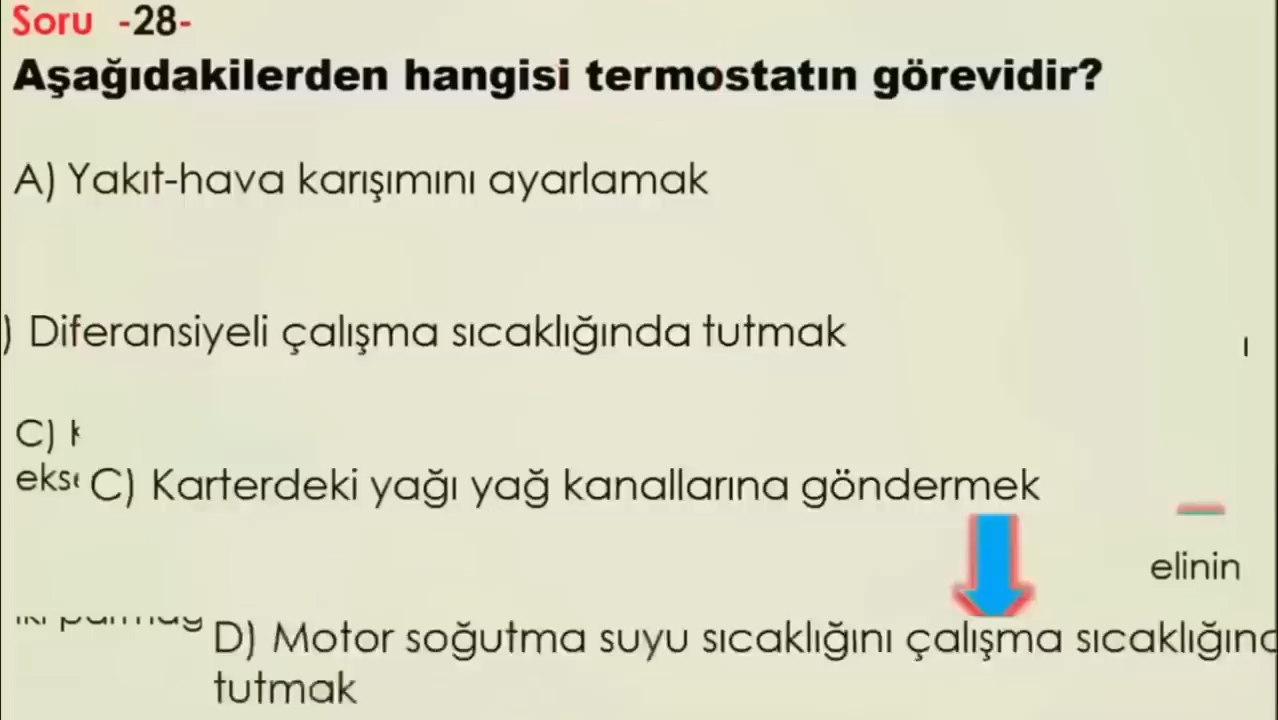 Soru -28-
Aşağıdakilerden hangisi termostatın görevidir?
A) Yakıt-hava karışımını ayarlamak
) Diferansiyeli çalışma sıcaklığında tutmak
C)
C) Karterdeki yağı yağ kanallarına göndermek
elinin
D) Motor soğutma suyu sıcaklığını çalışma sıcaklığınd
tutmak